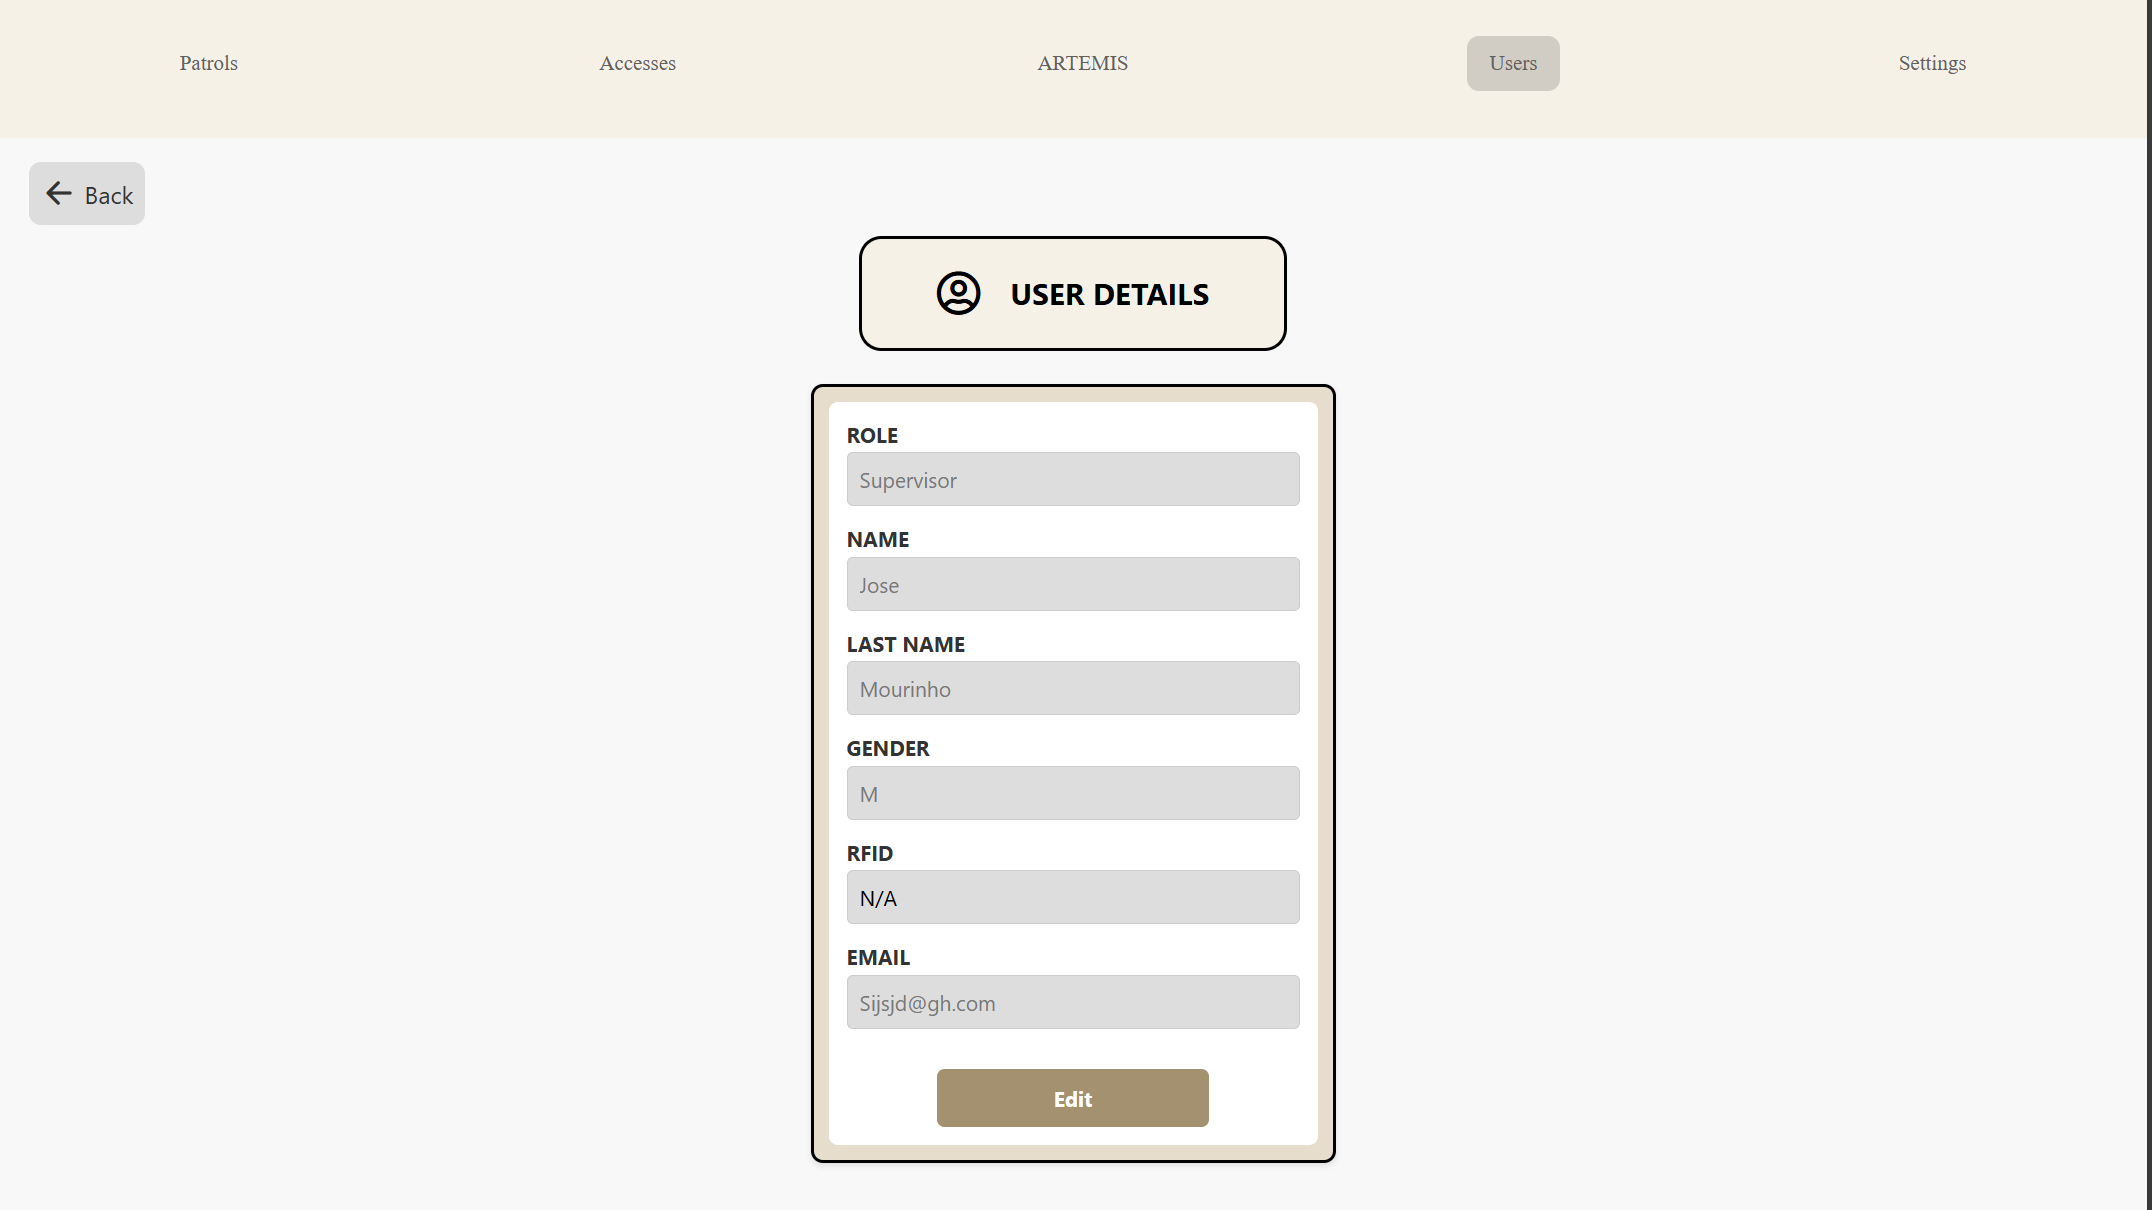 Patrols
Accesses
ARTEMIS
Users
Settings
Back
USER DETAILS
ROLE
Supervisor
NAME
Jose
LAST NAME
Mourinho
GENDER
M
RFID
N/A
EMAIL
Sijsjd@gh.com
Edit